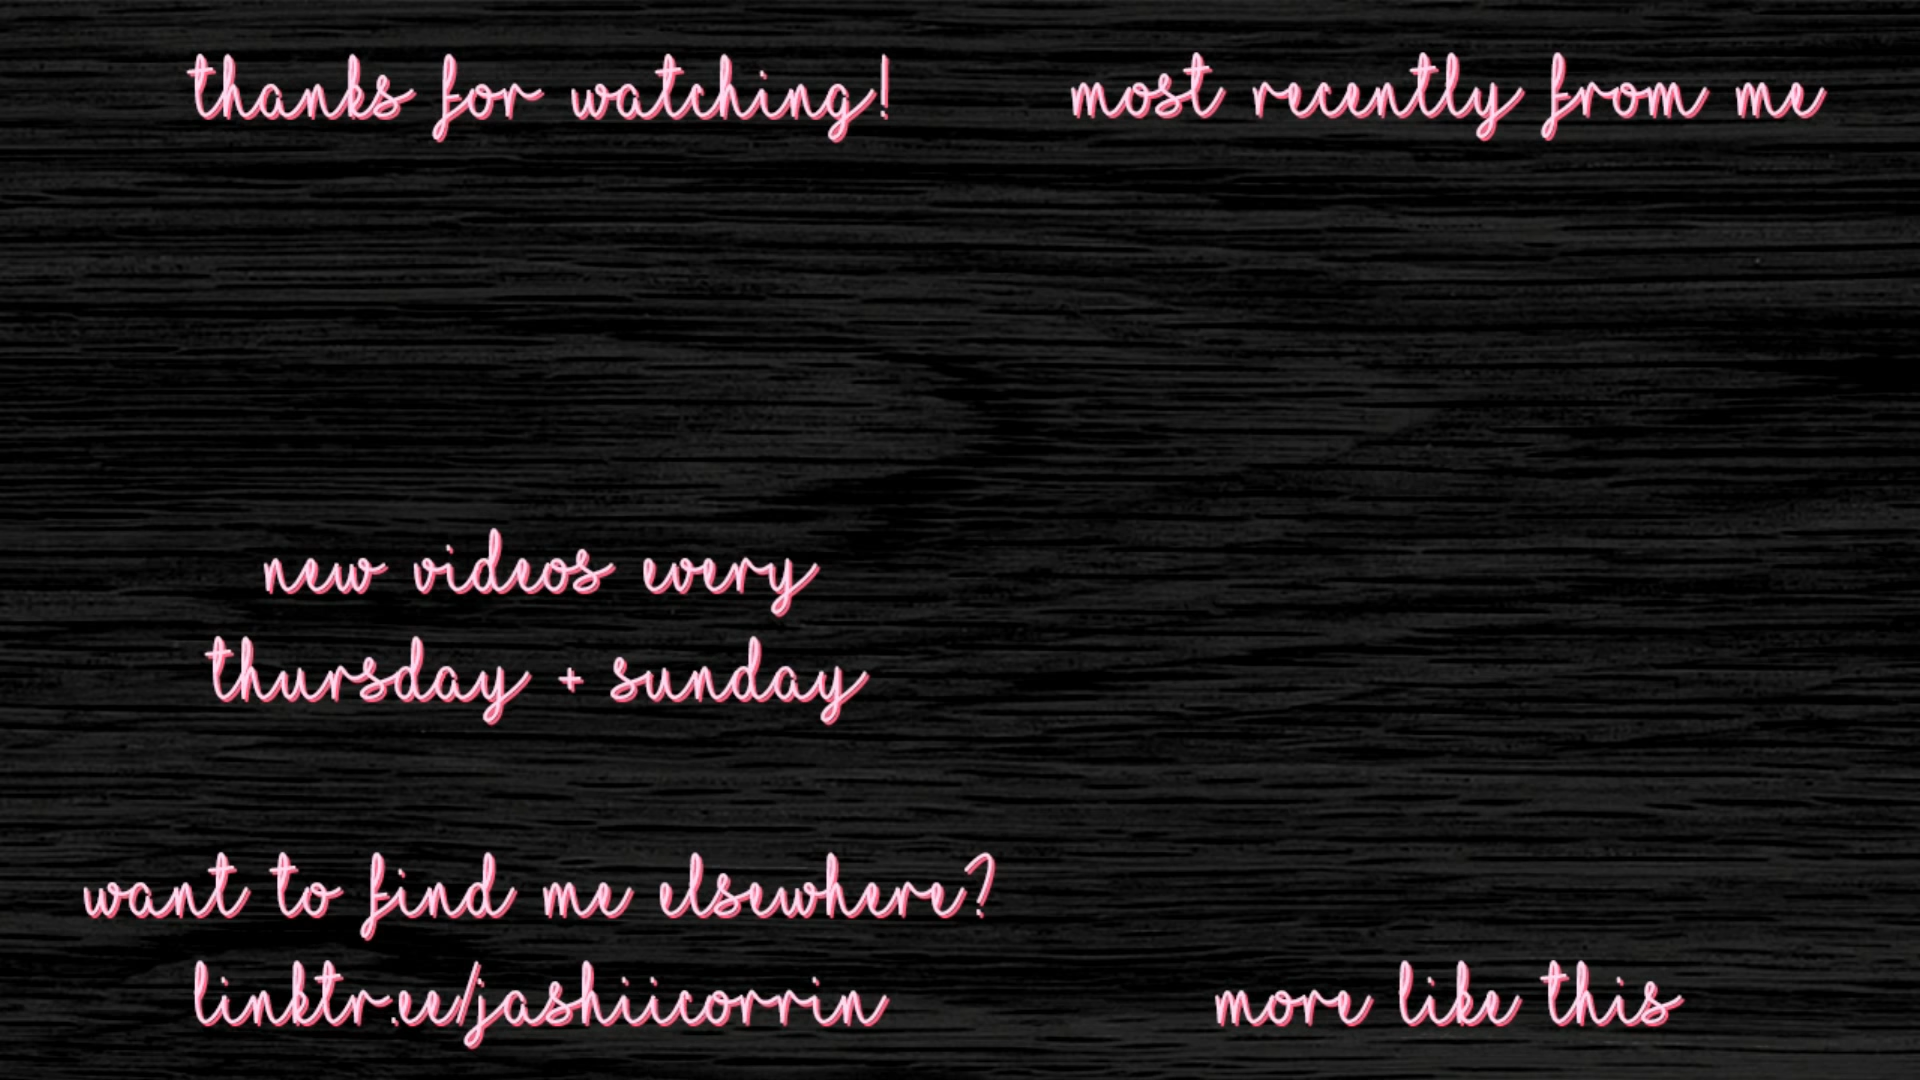 thanks for watching!
most recently from me
new videos every
thursday + sunday
want to find me elsewhere?
linktr.ee/jashiicorrin
more like this